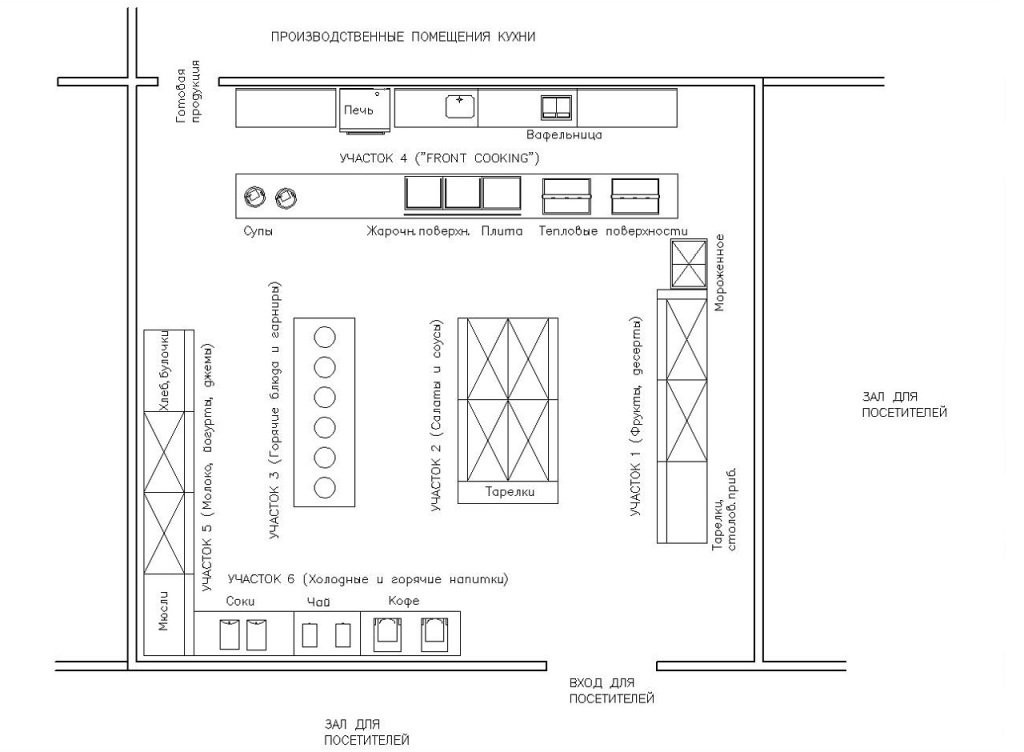 ПРОИЗВОДСТВЕННЫЕ ПОМЕЩЕНИЯ КУХНИ
Готовая
продукция
Печь
Вафельница
УЧАСТОК 4 ("FRONT COOKING")
Супы
Жарочн. поверхн.
Плита
Тепловые поверхности
Мороженное
УЧАСТОК 1 (Фрукты, десерты)
Тарелки,
столов. приб.
УЧАСТОК 2 (Салаты и соусы)
Тарелки
УЧАСТОК 3 (Горячие блюда и гарниры)
Хлеб, булочки
УЧАСТОК 5 (Молоко, йогурты, джемы)
Мюсли
УЧАСТОК 6 (Холодные и горячие напитки)
Соки
Чай
Кофе
ЗАЛ ДЛЯ
ПОСЕТИТЕЛЕЙ
ВХОД ДЛЯ
ПОСЕТИТЕЛЕЙ
ЗАЛ ДЛЯ
ПОСЕТИТЕЛЕЙ